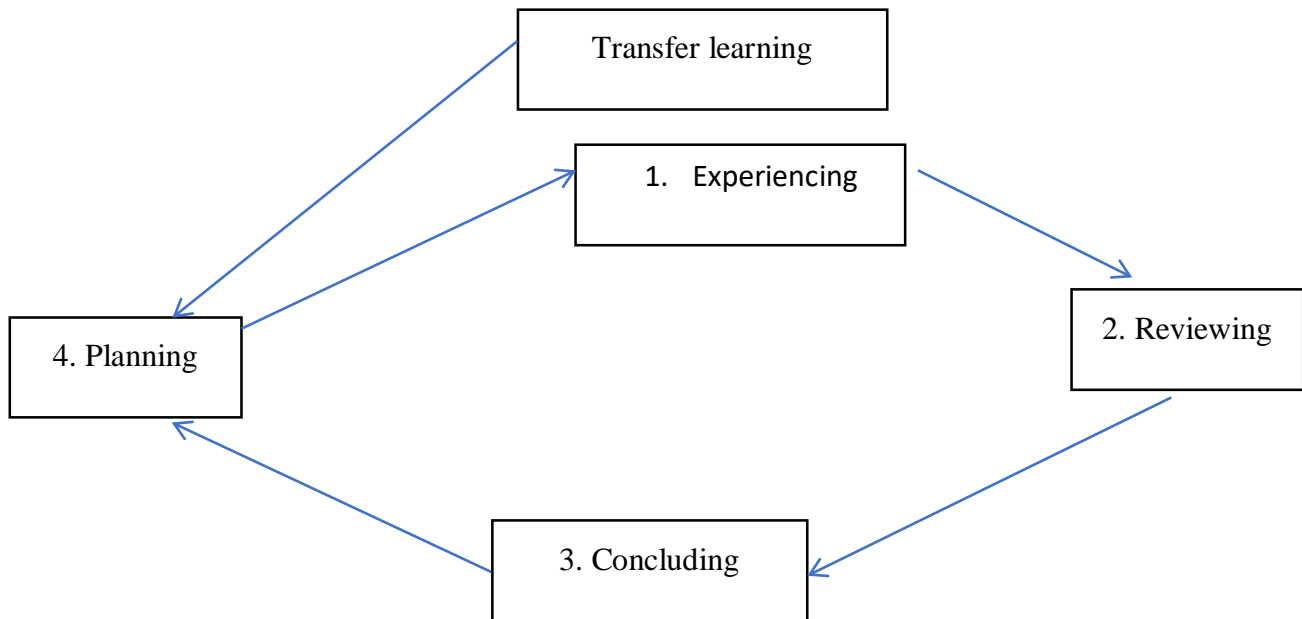 Transfer learning
1. Experiencing
2. Reviewing
4. Planning
3. Concluding